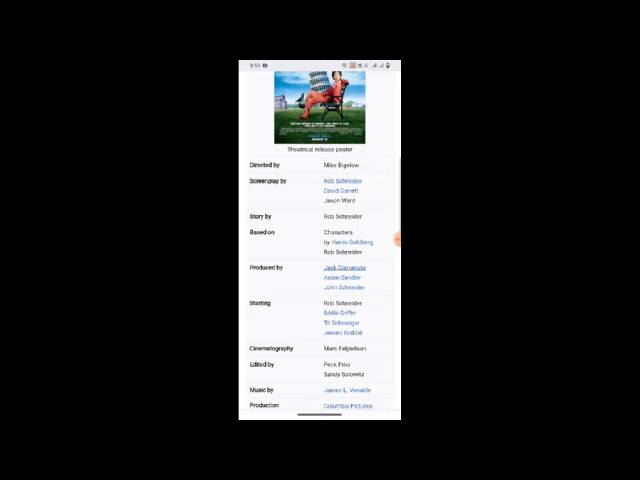 8:53
Theatrical release poster
Directed by Mike Bigelow
Screenplay by Rob Schneider
David Garrett
Jason Ward
Story by Rob Schneider
Based on Characters
by Harris Goldberg
Rob Schneider
Produced by Jack Giarraputo
Adam Sandler
John Schneider
Starring Rob Schneider
Eddie Griffin
Til Schweiger
Jeroen Krabbé
Cinematography Marc Felperlaan
Edited by Peck Prior
Sandy Solowitz
Music by James L. Venable
Production Columbia Pictures